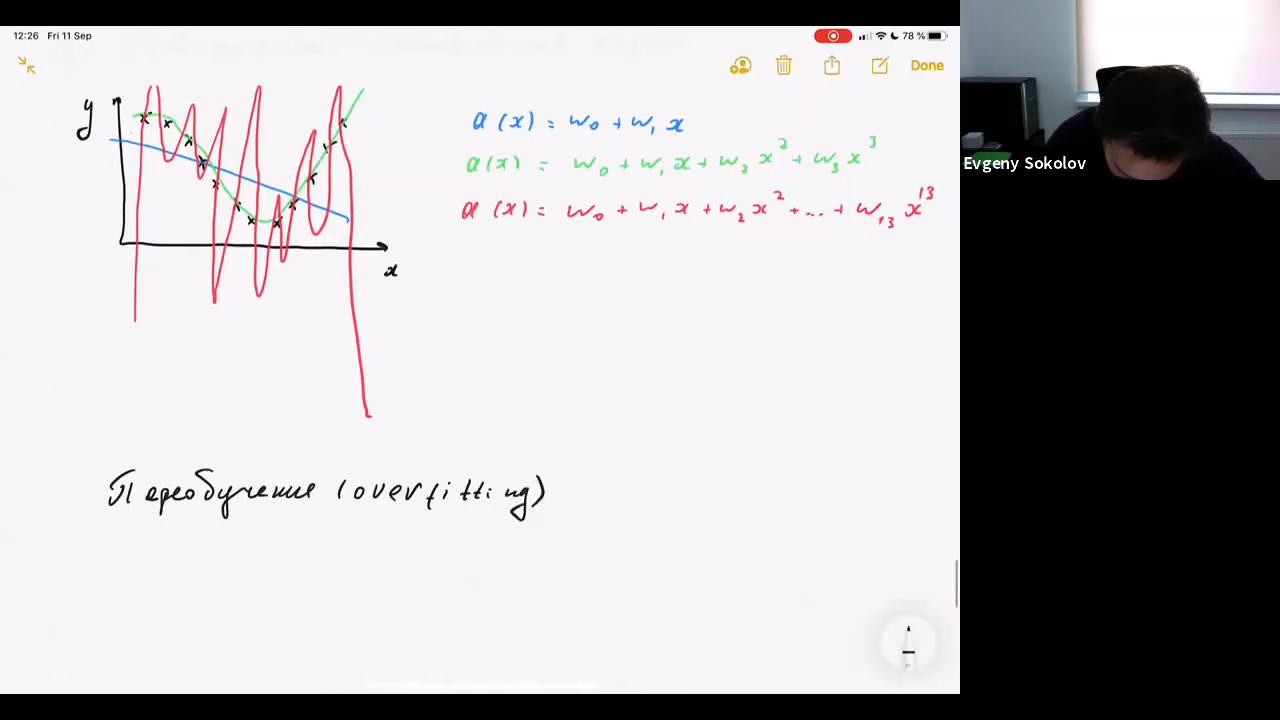 12:26 Fri 11 Sep 78 %
Done
y
a(x) = w₀ + w₁ x
a(x) = w₀ + w₁ x + w₂ x² + w₃ x³
a(x) = w₀ + w₁ x + w₂ x² + ... + w₁₃ x¹³
x
Evgeny Sokolov
Переобучение (overfitting)